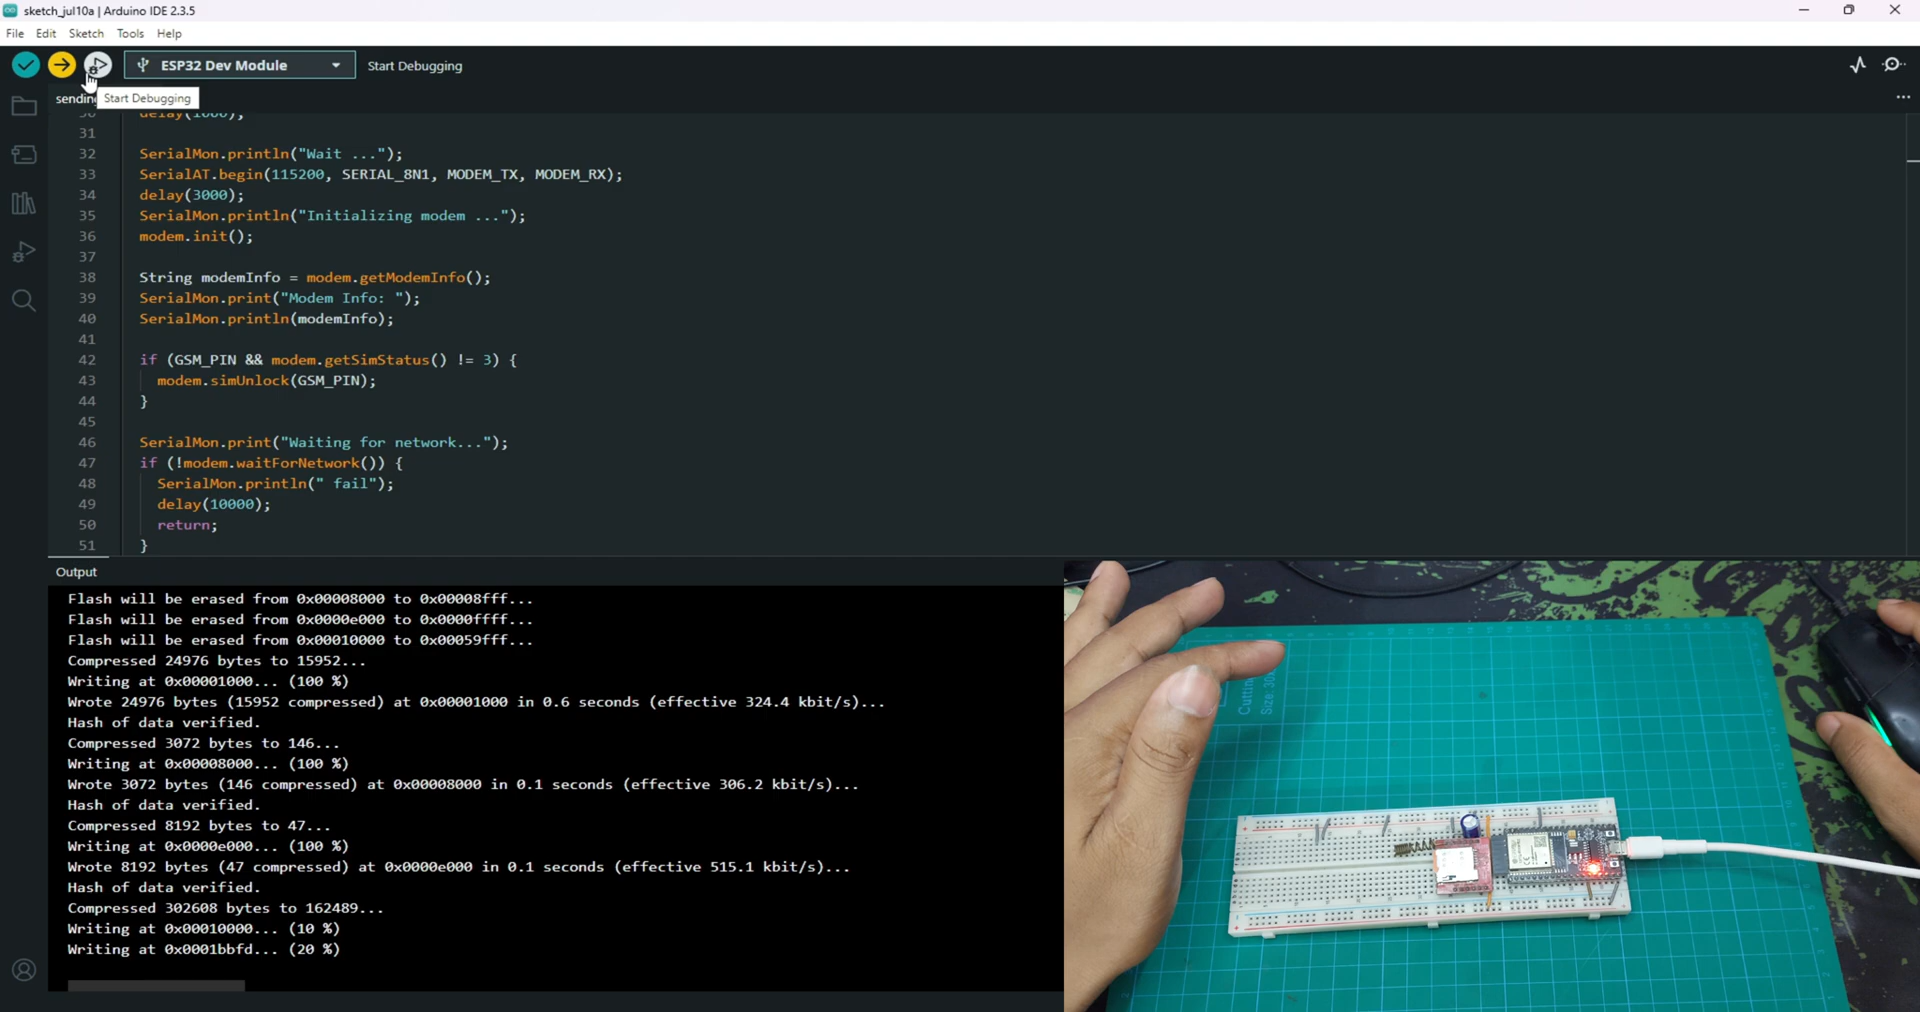 sketch_jul10a | Arduino IDE 2.3.5
File Edit Sketch Tools Help
ESP32 Dev Module
Start Debugging
Start Debugging
31
32 SerialMon.println("Wait ...");
33 SerialAT.begin(115200, SERIAL_8N1, MODEM_TX, MODEM_RX);
34 delay(3000);
35 SerialMon.println("Initializing modem ...");
36 modem.init();
37
38 String modemInfo = modem.getModemInfo();
39 SerialMon.print("Modem Info: ");
40 SerialMon.println(modemInfo);
41
42 if (GSM_PIN && modem.getSimStatus() != 3) {
43 modem.simUnlock(GSM_PIN);
44 }
45
46 SerialMon.print("Waiting for network...");
47 if (!modem.waitForNetwork()) {
48 SerialMon.println(" fail");
49 delay(10000);
50 return;
51 }
Output
Flash will be erased from 0x00008000 to 0x00008fff...
Flash will be erased from 0x0000e000 to 0x0000ffff...
Flash will be erased from 0x00010000 to 0x00059fff...
Compressed 24976 bytes to 15952...
Writing at 0x00001000... (100 %)
Wrote 24976 bytes (15952 compressed) at 0x00001000 in 0.6 seconds (effective 324.4 kbit/s)...
Hash of data verified.
Compressed 3072 bytes to 146...
Writing at 0x00008000... (100 %)
Wrote 3072 bytes (146 compressed) at 0x00008000 in 0.1 seconds (effective 306.2 kbit/s)...
Hash of data verified.
Compressed 8192 bytes to 47...
Writing at 0x0000e000... (100 %)
Wrote 8192 bytes (47 compressed) at 0x0000e000 in 0.1 seconds (effective 515.1 kbit/s)...
Hash of data verified.
Compressed 302608 bytes to 162489...
Writing at 0x00010000... (10 %)
Writing at 0x0001bbfd... (20 %)